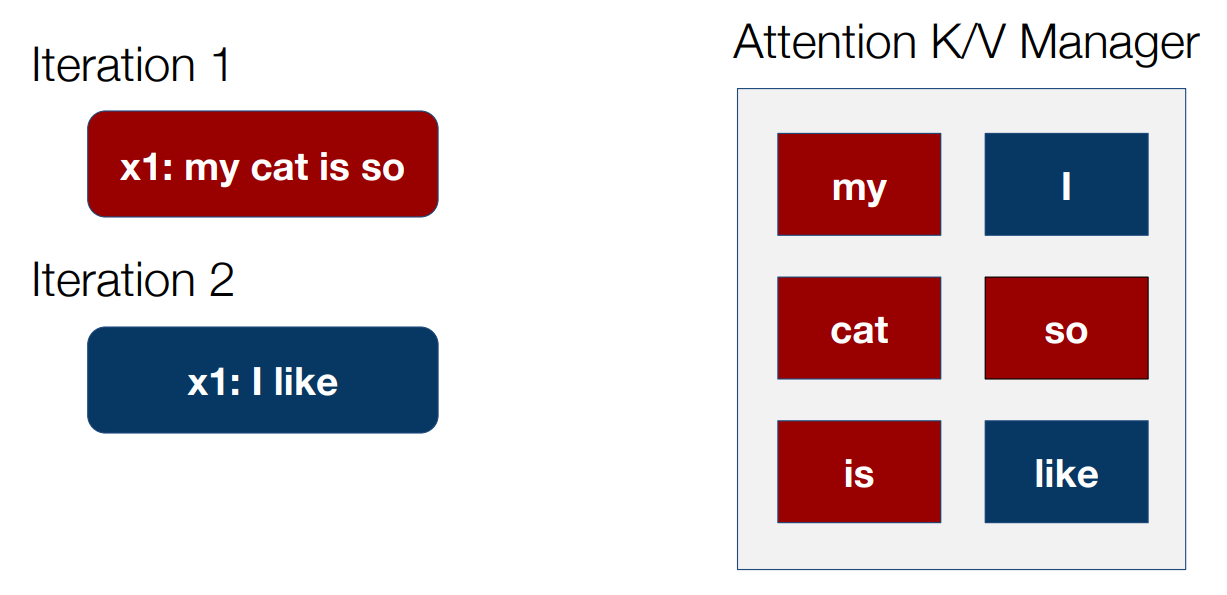 Iteration 1
x1: my cat is so
Iteration 2
x1: I like
Attention K/V Manager
my
I
cat
so
is
like